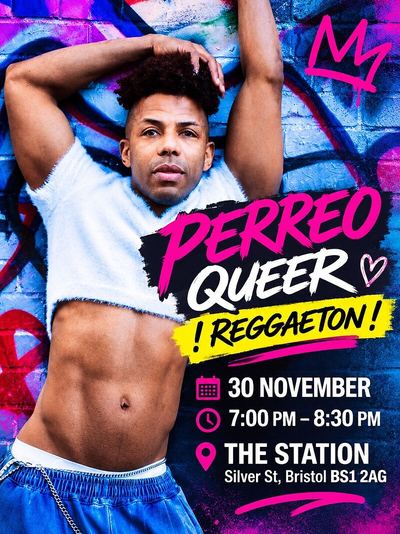 PERREO
QUEER
! REGGAETON !
30 NOVEMBER
7:00 PM – 8:30 PM
THE STATION
Silver St, Bristol BS1 2AG